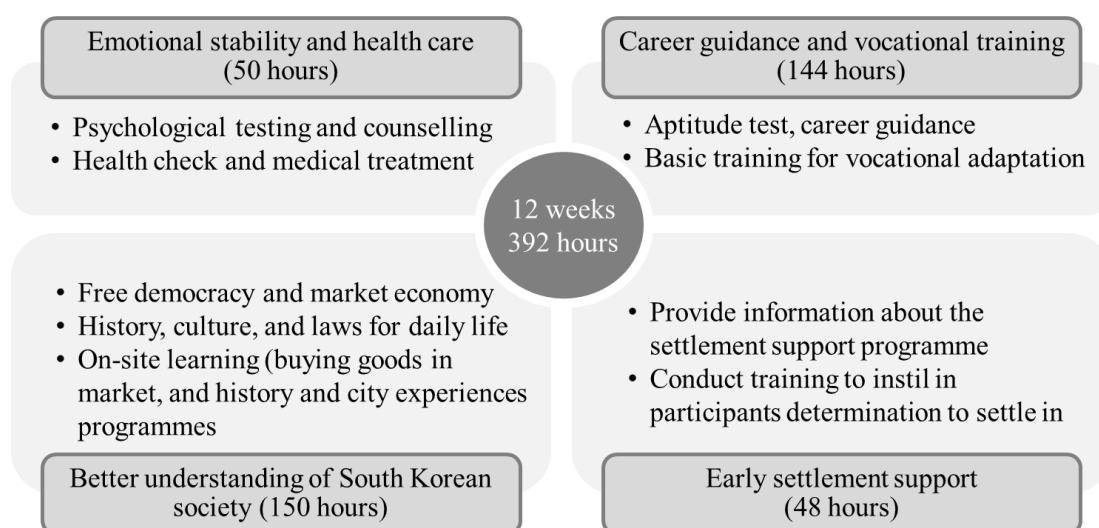 Emotional stability and health care
(50 hours)
• Psychological testing and counselling
• Health check and medical treatment
Career guidance and vocational training
(144 hours)
• Aptitude test, career guidance
• Basic training for vocational adaptation
12 weeks
392 hours
• Free democracy and market economy
• History, culture, and laws for daily life
• On-site learning (buying goods in
market, and history and city experiences
programmes
Better understanding of South Korean
society (150 hours)
• Provide information about the
settlement support programme
• Conduct training to instil in
participants determination to settle in
Early settlement support
(48 hours)